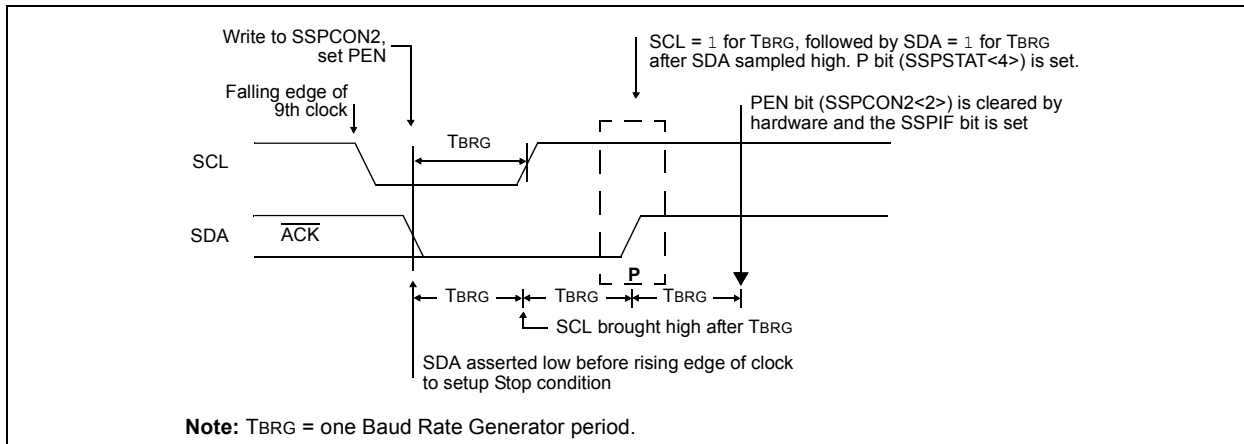 Write to SSPCON2,
set PEN
SCL = 1 for TBRG, followed by SDA = 1 for TBRG
after SDA sampled high. P bit (SSPSTAT<4>) is set.
Falling edge of
9th clock
PEN bit (SSPCON2<2>) is cleared by
hardware and the SSPIF bit is set
TBRG
SCL
SDA
ACK
P
TBRG
TBRG
TBRG
SCL brought high after TBRG
SDA asserted low before rising edge of clock
to setup Stop condition
Note: TBRG = one Baud Rate Generator period.